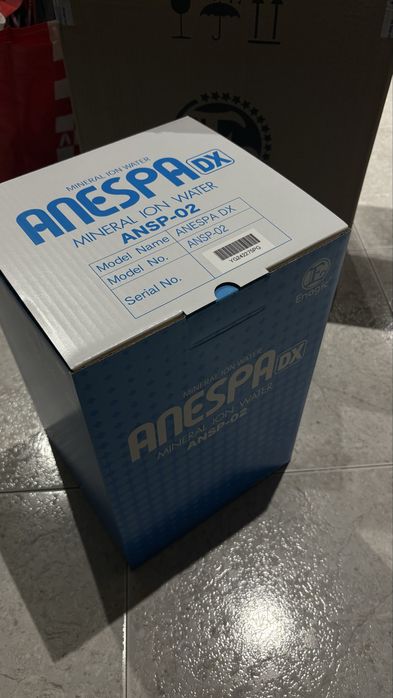 MINERAL ION WATER
ANESPA DX
MINERAL ION WATER
ANSP-02
Model Name ANESPA DX
Model No. ANSP-02
Serial No.
Enagic
MINERAL ION WATER
ANESPA DX
MINERAL ION WATER
ANSP-02